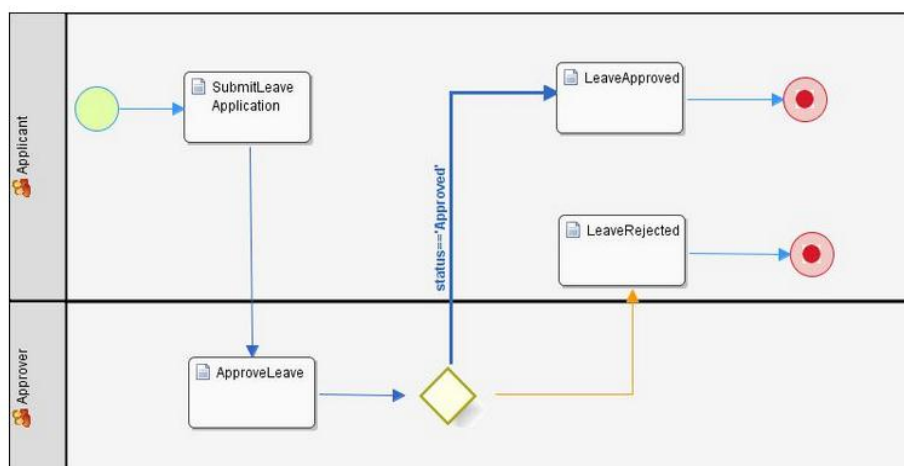 Applicant
SubmitLeave
Application
LeaveApproved
status=='Approved'
LeaveRejected
Approver
ApproveLeave